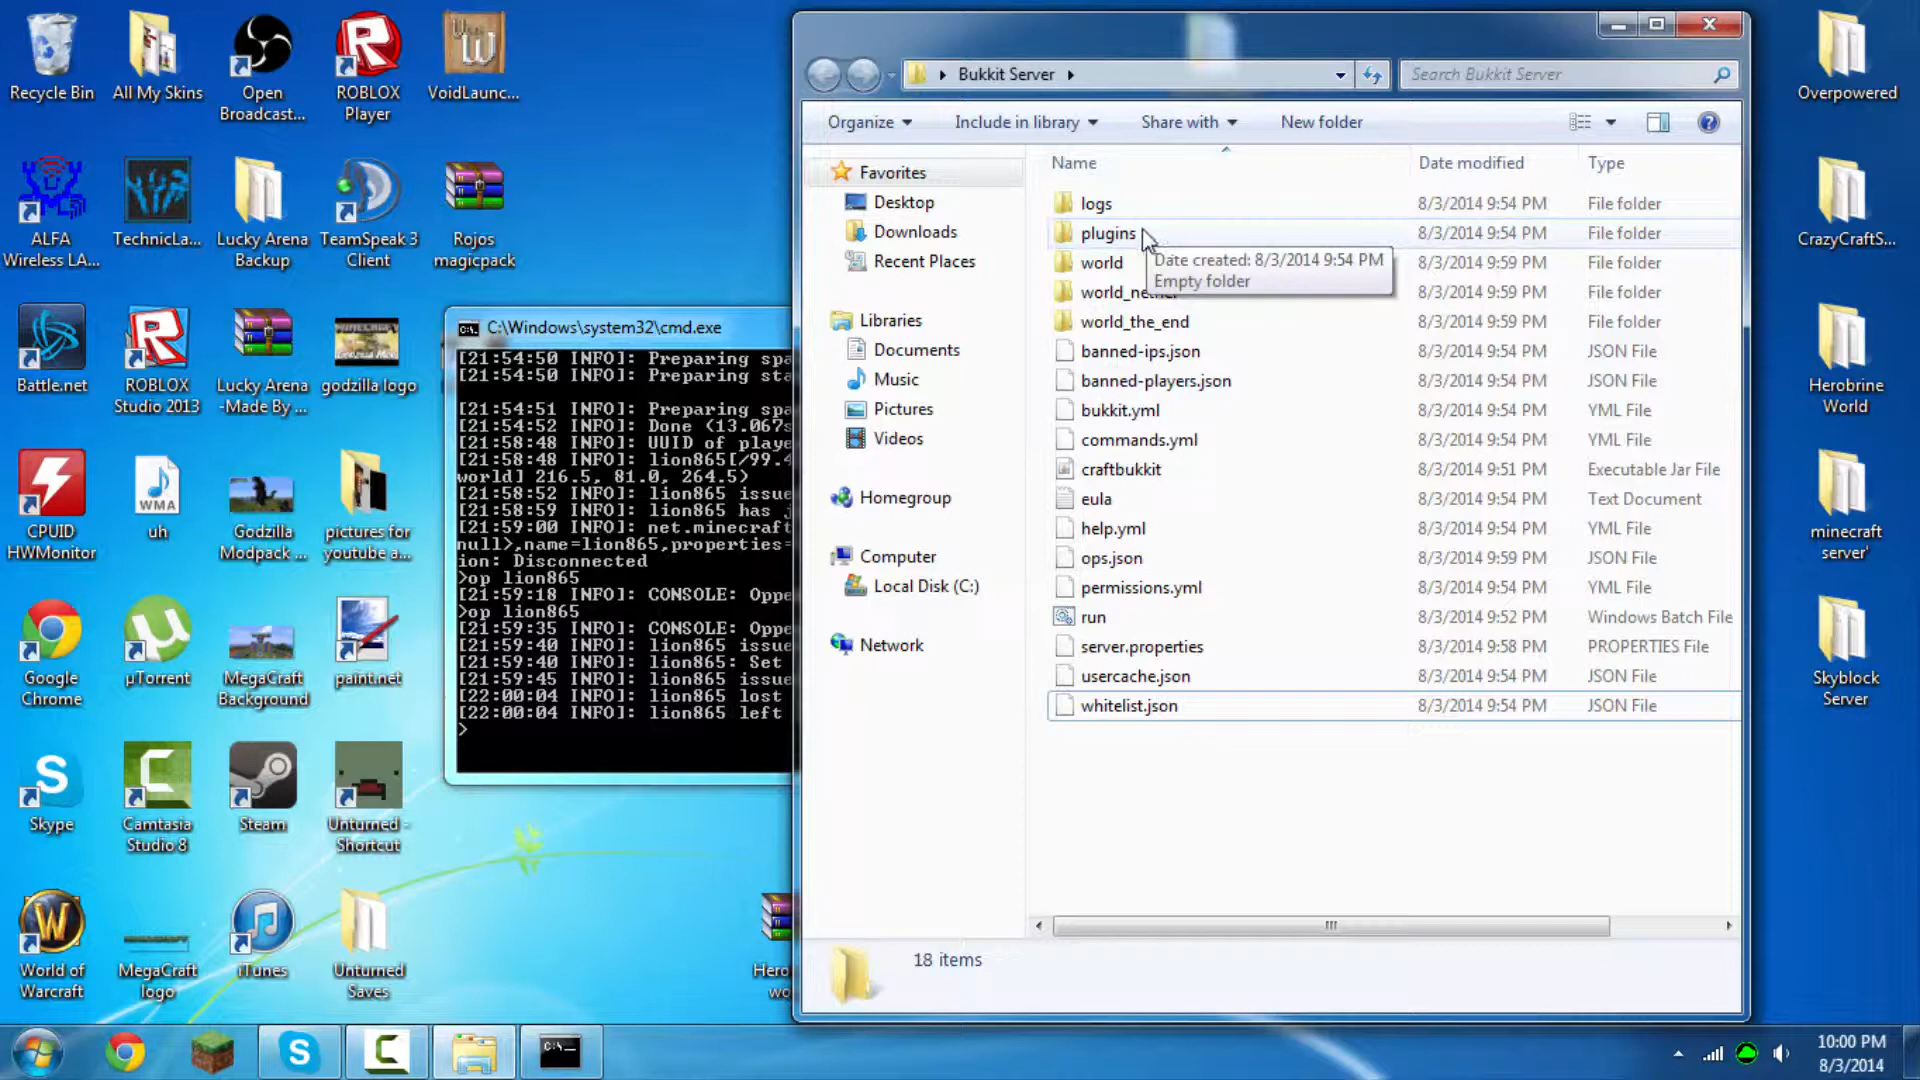 Recycle Bin
All My Skins
Open
Broadcast...
ROBLOX
Player
VoidLaunc...
ALFA
Wireless LA...
TechnicLa...
Lucky Arena
Backup
TeamSpeak 3
Client
Rojos
magicpack
Battle.net
ROBLOX
Studio 2013
Lucky Arena
-Made By ...
godzilla logo
CPUID
HWMonitor
WMA
uh
Godzilla
Modpack ...
pictures for
youtube a...
Google
Chrome
µTorrent
MegaCraft
Background
paint.net
Skype
Camtasia
Studio 8
Steam
Unturned -
Shortcut
World of
Warcraft
MegaCraft
logo
iTunes
Unturned
Saves
C:\Windows\system32\cmd.exe
[21:54:50 INFO]: Preparing spa
[21:54:50 INFO]: Preparing sta
[21:54:51 INFO]: Preparing spa
[21:54:52 INFO]: Done (13.067s
[21:58:48 INFO]: UUID of playe
[21:58:48 INFO]: lion865[/99.4
world] 216.5, 81.0, 264.5)
[21:58:52 INFO]: lion865 issue
[21:58:59 INFO]: lion865 has j
[21:59:00 INFO]: net.minecraft
null>,name=lion865,properties=
ion: Disconnected
>op lion865
[21:59:18 INFO]: CONSOLE: Oppe
>op lion865
[21:59:35 INFO]: CONSOLE: Oppe
[21:59:40 INFO]: lion865 issue
[21:59:40 INFO]: lion865: Set
[21:59:45 INFO]: lion865 issue
[22:00:04 INFO]: lion865 lost
[22:00:04 INFO]: lion865 left
>
Hero
wo
Bukkit Server
Search Bukkit Server
Organize
Include in library
Share with
New folder
Favorites
Desktop
Downloads
Recent Places
Libraries
Documents
Music
Pictures
Videos
Homegroup
Computer
Local Disk (C:)
Network
Name Date modified Type
logs 8/3/2014 9:54 PM File folder
plugins 8/3/2014 9:54 PM File folder
Date created: 8/3/2014 9:54 PM
Empty folder
world 8/3/2014 9:59 PM File folder
world_nether 8/3/2014 9:59 PM File folder
world_the_end 8/3/2014 9:59 PM File folder
banned-ips.json 8/3/2014 9:54 PM JSON File
banned-players.json 8/3/2014 9:54 PM JSON File
bukkit.yml 8/3/2014 9:54 PM YML File
commands.yml 8/3/2014 9:54 PM YML File
craftbukkit 8/3/2014 9:51 PM Executable Jar File
eula 8/3/2014 9:54 PM Text Document
help.yml 8/3/2014 9:54 PM YML File
ops.json 8/3/2014 9:59 PM JSON File
permissions.yml 8/3/2014 9:54 PM YML File
run 8/3/2014 9:52 PM Windows Batch File
server.properties 8/3/2014 9:58 PM PROPERTIES File
usercache.json 8/3/2014 9:54 PM JSON File
whitelist.json 8/3/2014 9:54 PM JSON File
18 items
Overpowered
CrazyCraftS...
Herobrine
World
minecraft
server'
Skyblock
Server
10:00 PM
8/3/2014